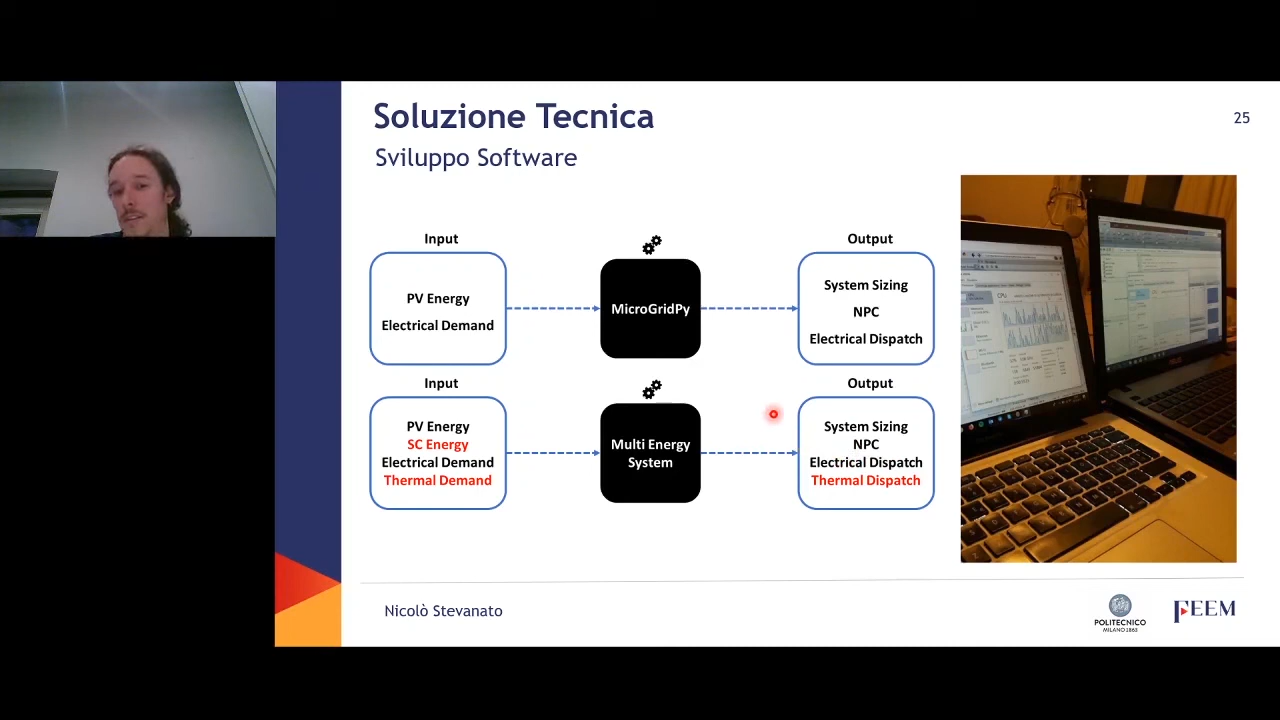 Soluzione Tecnica
25
Sviluppo Software
Input
Output
PV Energy
Electrical Demand
MicroGridPy
System Sizing
NPC
Electrical Dispatch
Input
Output
PV Energy
SC Energy
Electrical Demand
Thermal Demand
Multi Energy
System
System Sizing
NPC
Electrical Dispatch
Thermal Dispatch
CPU
Nicolò Stevanato
POLITECNICO
MILANO 1863
FEEM